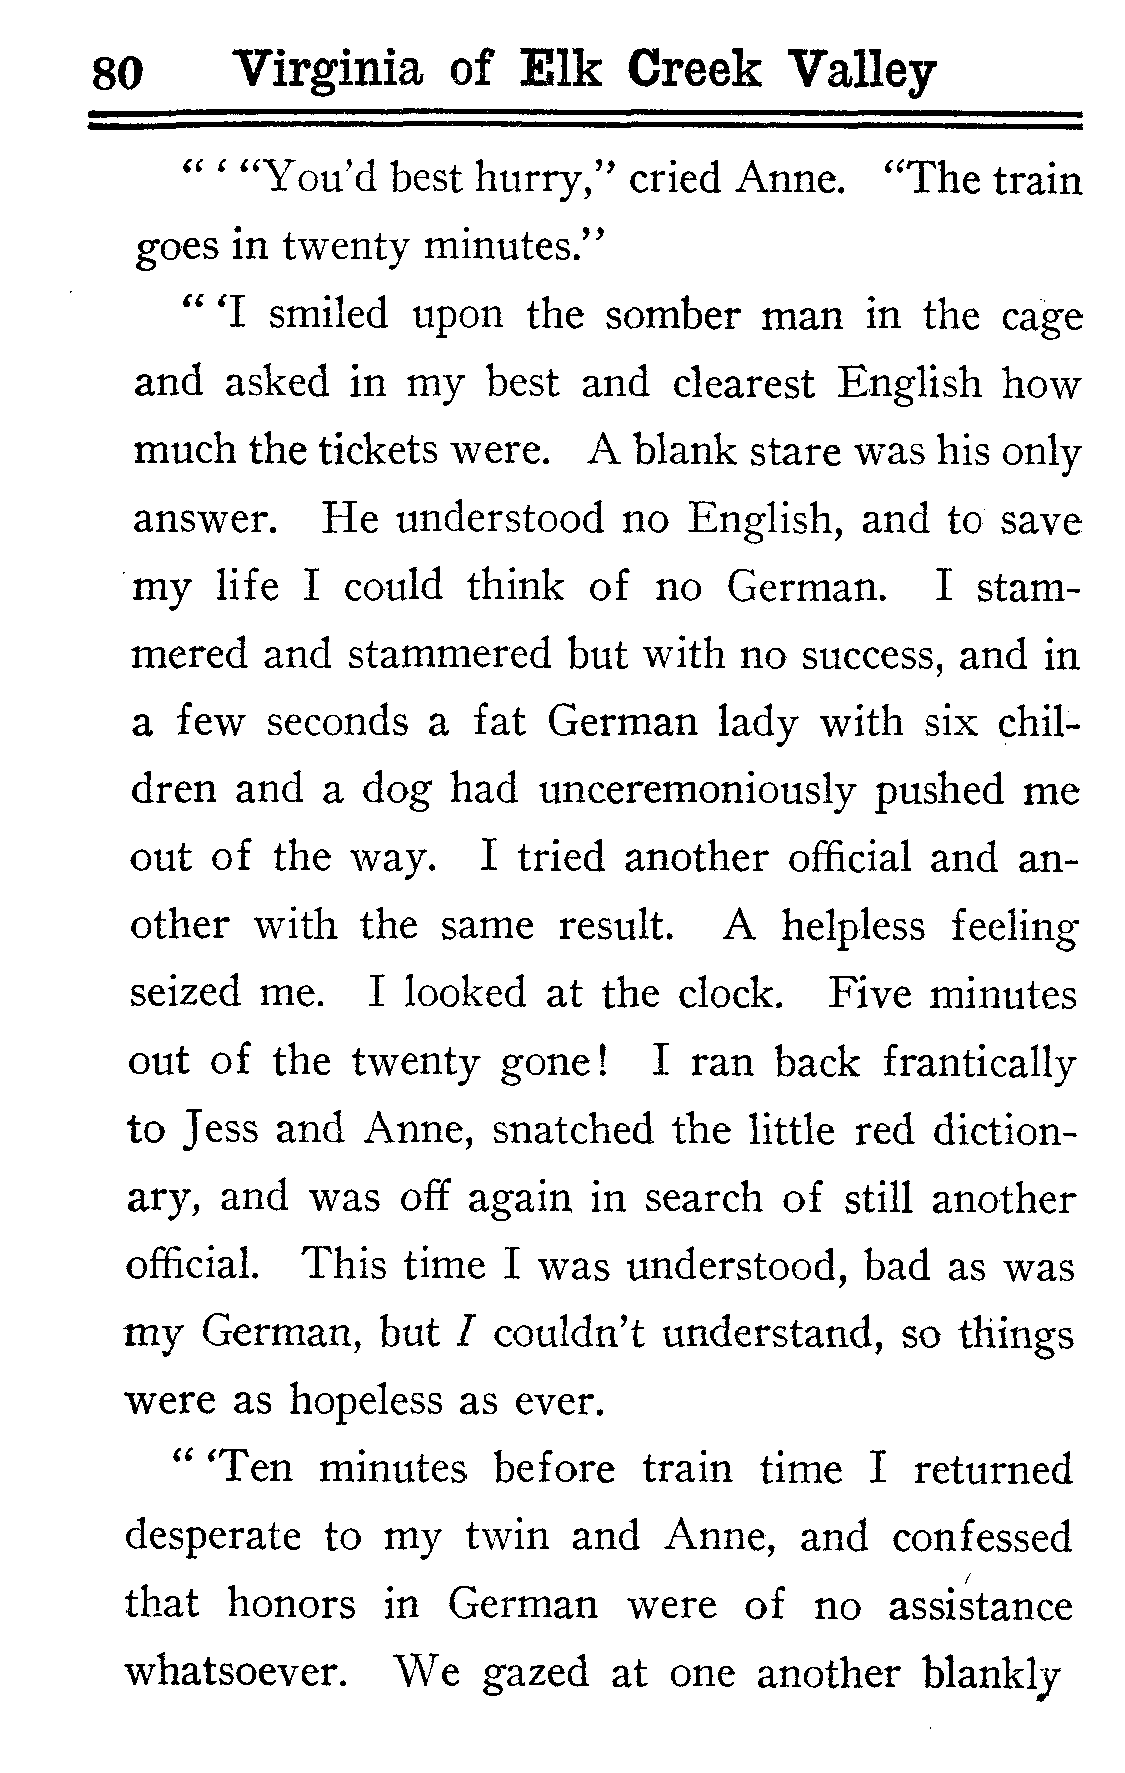 80 Virginia of Elk Creek Valley
“ ‘ “You’d best hurry,” cried Anne. “The train
goes in twenty minutes.”
“ ‘I smiled upon the somber man in the cage
and asked in my best and clearest English how
much the tickets were. A blank stare was his only
answer. He understood no English, and to save
my life I could think of no German. I stam-
mered and stammered but with no success, and in
a few seconds a fat German lady with six chil-
dren and a dog had unceremoniously pushed me
out of the way. I tried another official and an-
other with the same result. A helpless feeling
seized me. I looked at the clock. Five minutes
out of the twenty gone! I ran back frantically
to Jess and Anne, snatched the little red diction-
ary, and was off again in search of still another
official. This time I was understood, bad as was
my German, but I couldn’t understand, so things
were as hopeless as ever.
“ ‘Ten minutes before train time I returned
desperate to my twin and Anne, and confessed
that honors in German were of no assistance
whatsoever. We gazed at one another blankly